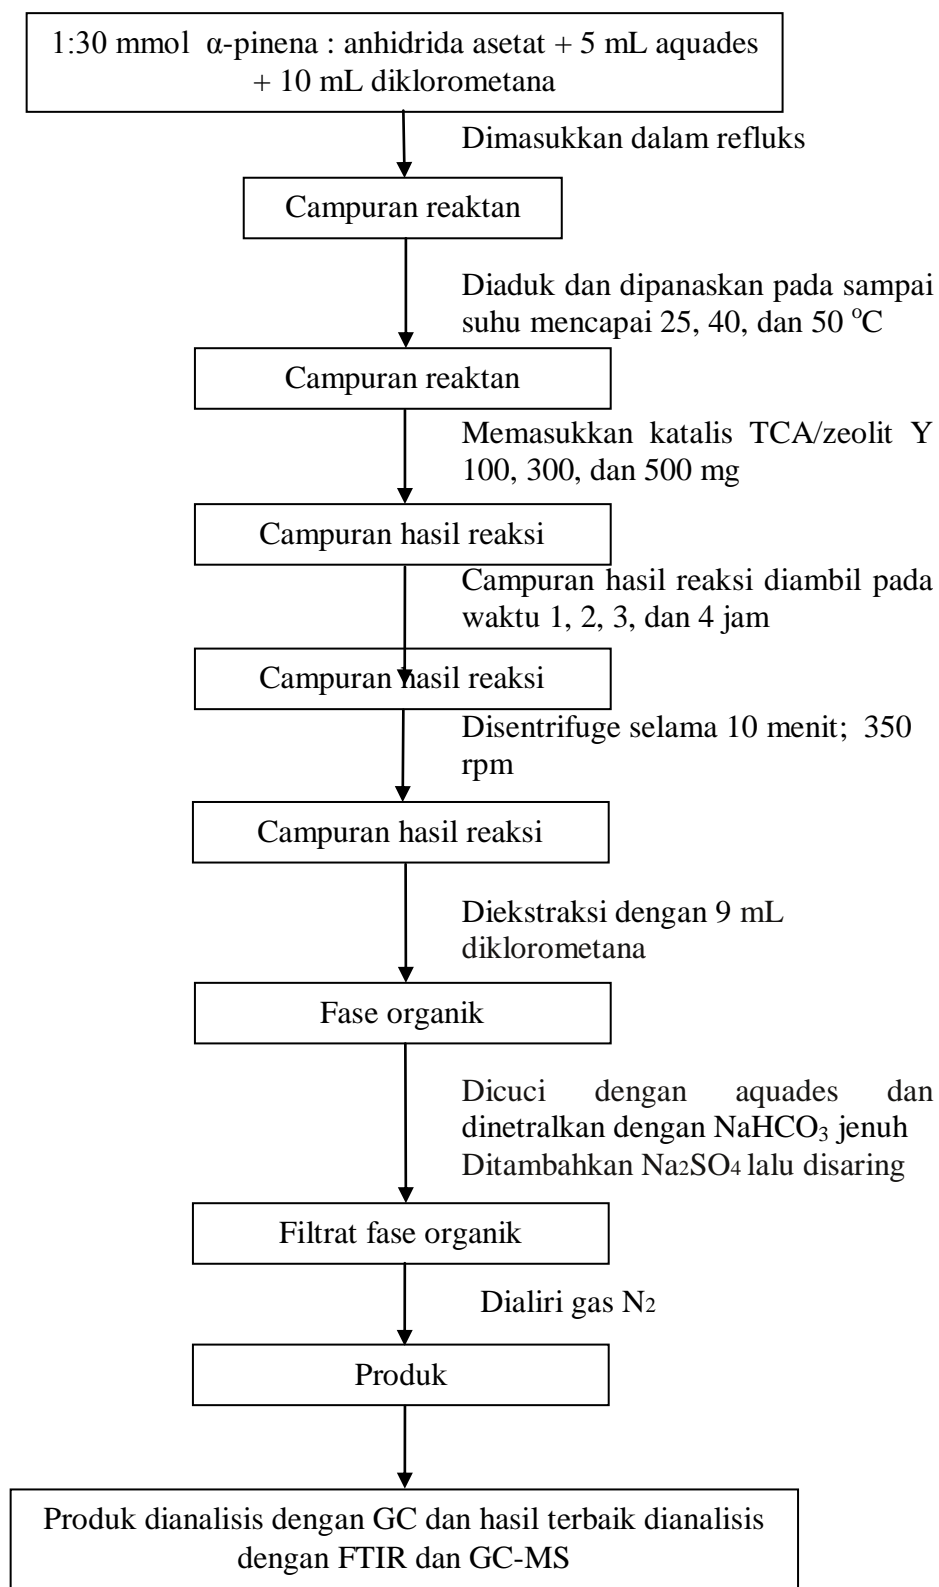 1:30 mmol α-pinena : anhidrida asetat + 5 mL aquades
+ 10 mL diklorometana
Dimasukkan dalam refluks
Campuran reaktan
Diaduk dan dipanaskan pada sampai
suhu mencapai 25, 40, dan 50 °C
Campuran reaktan
Memasukkan katalis TCA/zeolit Y
100, 300, dan 500 mg
Campuran hasil reaksi
Campuran hasil reaksi diambil pada
waktu 1, 2, 3, dan 4 jam
Campuran hasil reaksi
Disentrifuge selama 10 menit; 350
rpm
Campuran hasil reaksi
Diekstraksi dengan 9 mL
diklorometana
Fase organik
Dicuci dengan aquades dan
dinetralkan dengan NaHCO₃ jenuh
Ditambahkan Na₂SO₄ lalu disaring
Filtrat fase organik
Dialiri gas N₂
Produk
Produk dianalisis dengan GC dan hasil terbaik dianalisis
dengan FTIR dan GC-MS